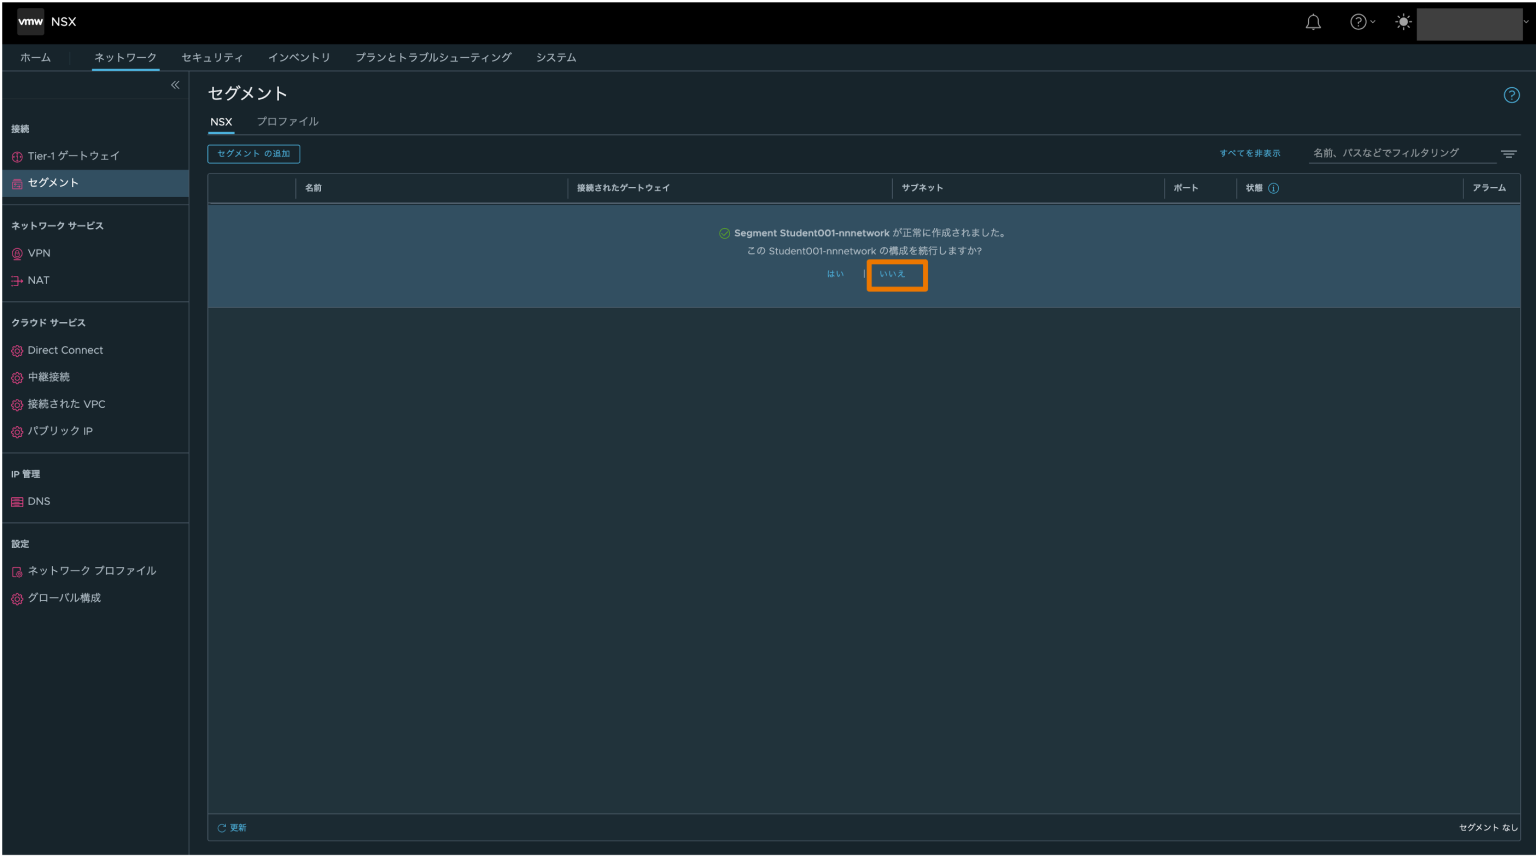 vmw NSX
ホーム ネットワーク セキュリティ インベントリ プランとトラブルシューティング システム
接続
Tier-1 ゲートウェイ
セグメント
ネットワーク サービス
VPN
NAT
クラウド サービス
Direct Connect
中継接続
接続された VPC
パブリック IP
IP 管理
DNS
設定
ネットワーク プロファイル
グローバル構成
セグメント
NSX プロファイル
セグメント の追加 すべてを非表示 名前、パスなどでフィルタリング
名前 接続されたゲートウェイ サブネット ポート 状態 アラーム
Segment Student001-nnnetwork が正常に作成されました。
この Student001-nnnetwork の構成を続行しますか?
はい | いいえ
更新 セグメント なし